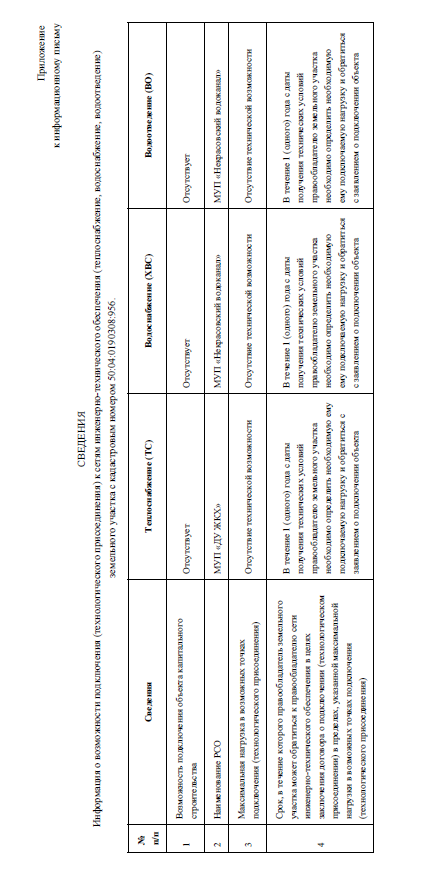 Приложение
к информационному письму
СВЕДЕНИЯ
Информация о возможности подключения (технологического присоединения) к сетям инженерно-технического обеспечения (теплоснабжение, водоснабжение, водоотведение)
земельного участка с кадастровым номером 50:04:0190308:956.
№
п/п
Сведения
Теплоснабжение (ТС)
Водоснабжение (ХВС)
Водоотведение (ВО)
1
Возможность подключения объекта капитального
строительства
Отсутствует
Отсутствует
Отсутствует
2
Наименование РСО
МУП «ДУ ЖКХ»
МУП «Некрасовский водоканал»
МУП «Некрасовский водоканал»
3
Максимальная нагрузка в возможных точках
подключения (технологического присоединения)
Отсутствие технической возможности
Отсутствие технической возможности
Отсутствие технической возможности
4
Срок, в течение которого правообладатель земельного
участка может обратиться к правообладателю сети
инженерно-технического обеспечения в целях
заключения договора о подключении (технологическом
присоединении) в пределах, указанной максимальной
нагрузки в возможных точках подключения
(технологического присоединения)
В течение 1 (одного) года с даты
получения технических условий
правообладателю земельного участка
необходимо определить необходимую ему
подключаемую нагрузку и обратиться с
заявлением о подключении объекта
В течение 1 (одного) года с даты
получения технических условий
правообладателю земельного участка
необходимо определить необходимую
ему подключаемую нагрузку и обратиться
с заявлением о подключении объекта
В течение 1 (одного) года с даты
получения технических условий
правообладателю земельного участка
необходимо определить необходимую
ему подключаемую нагрузку и обратиться
с заявлением о подключении объекта